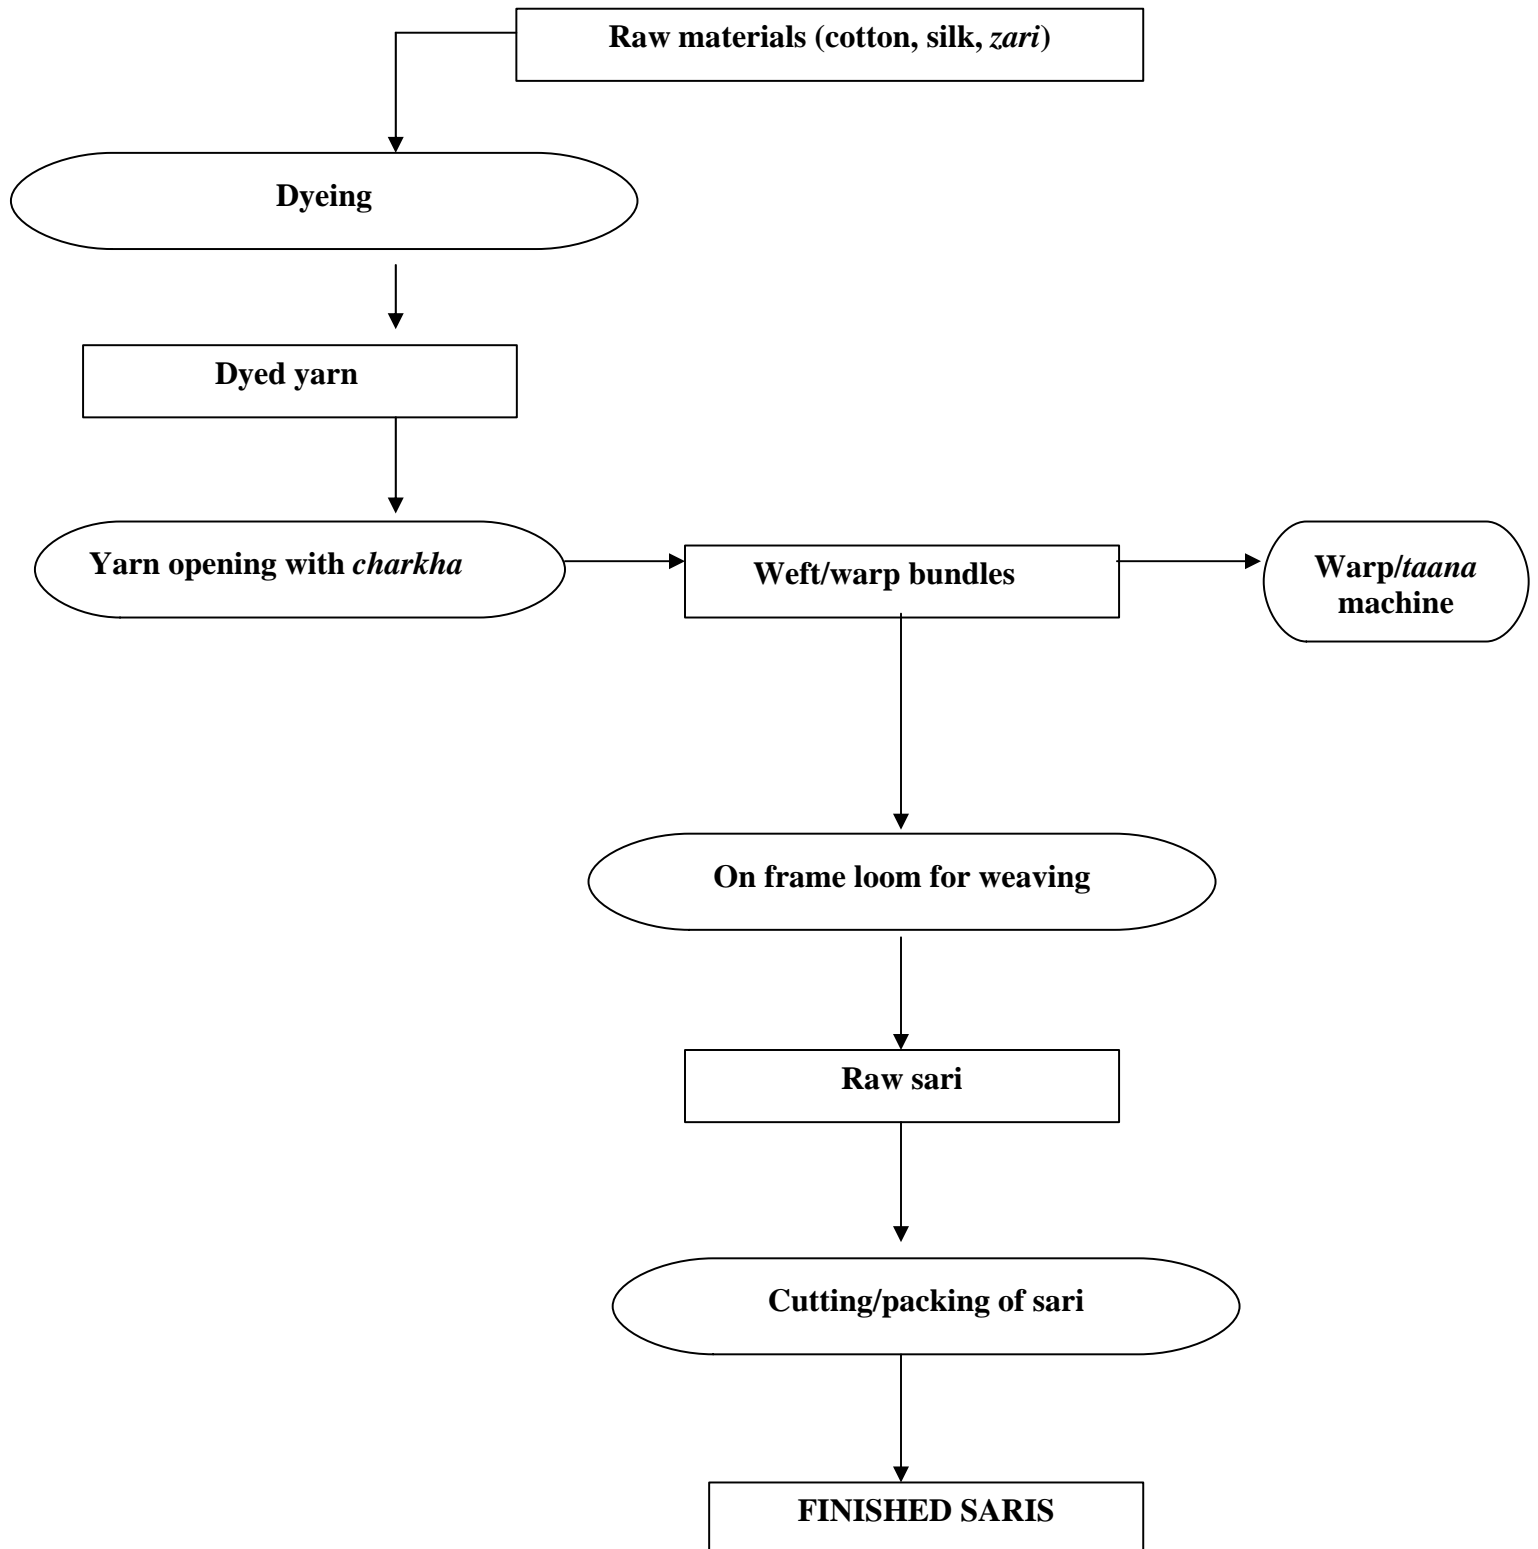 Raw materials (cotton, silk, zari)
Dyeing
Dyed yarn
Yarn opening with charkha
Weft/warp bundles
Warp/taana
machine
On frame loom for weaving
Raw sari
Cutting/packing of sari
FINISHED SARIS